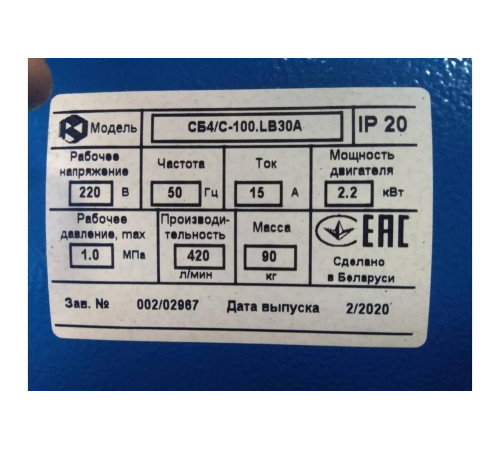 Модель СБ4/С-100.LB30А IP 20
Рабочее напряжение 220 В
Частота 50 Гц
Ток 15 А
Мощность двигателя 2.2 кВт
Рабочее давление, max 1.0 МПа
Производи-
тельность 420 л/мин
Масса 90 кг
ЕАС
Сделано
в Беларуси
Зав. № 002/02967 Дата выпуска 2/2020